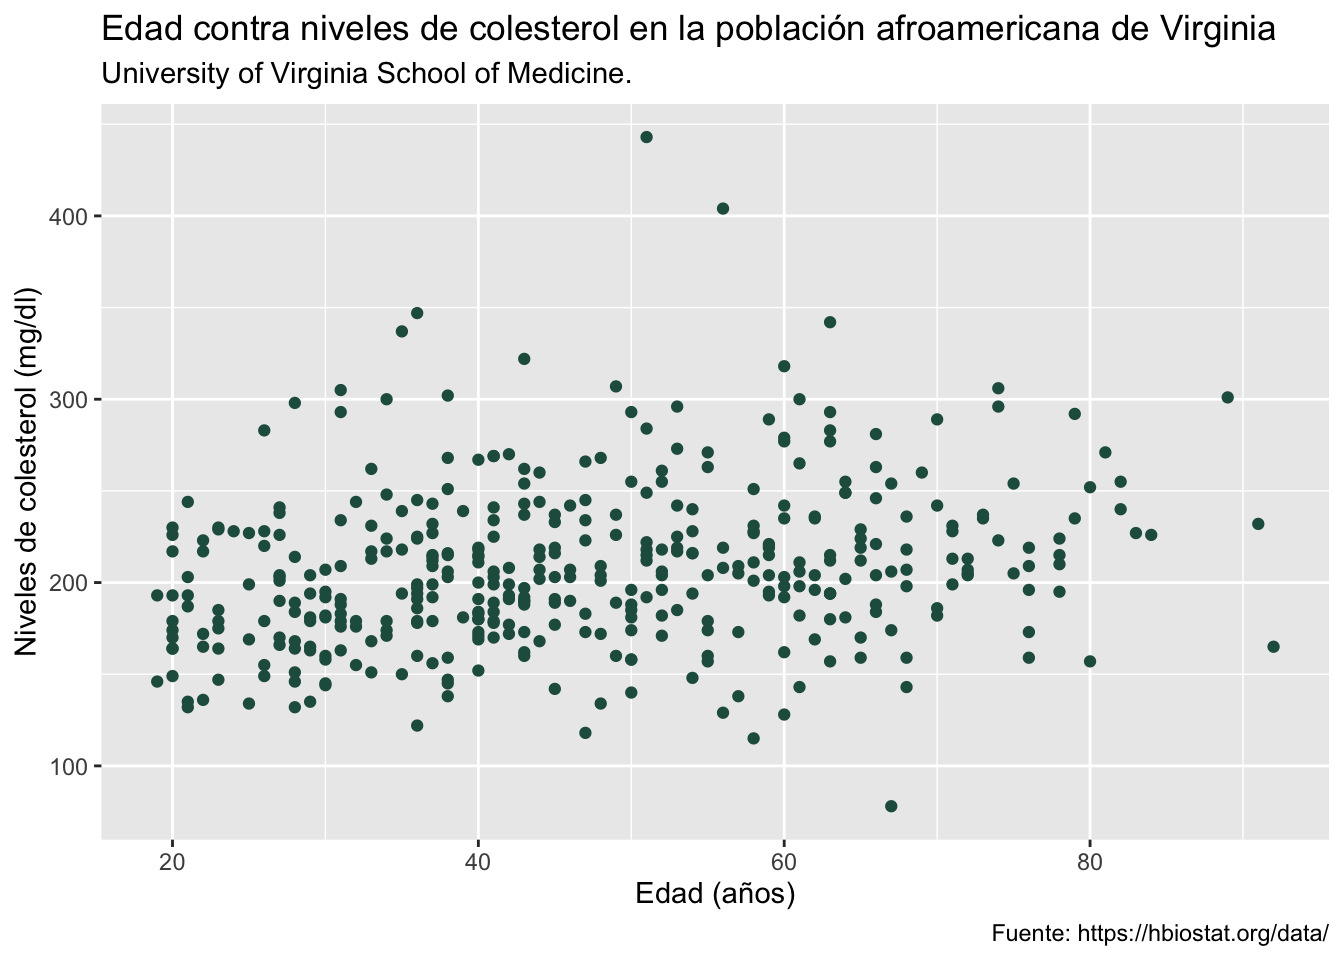 Edad contra niveles de colesterol en la población afroamericana de Virginia
University of Virginia School of Medicine.
Niveles de colesterol (mg/dl)
400
300
200
100
20
40
60
80
Edad (años)
Fuente: https://hbiostat.org/data/